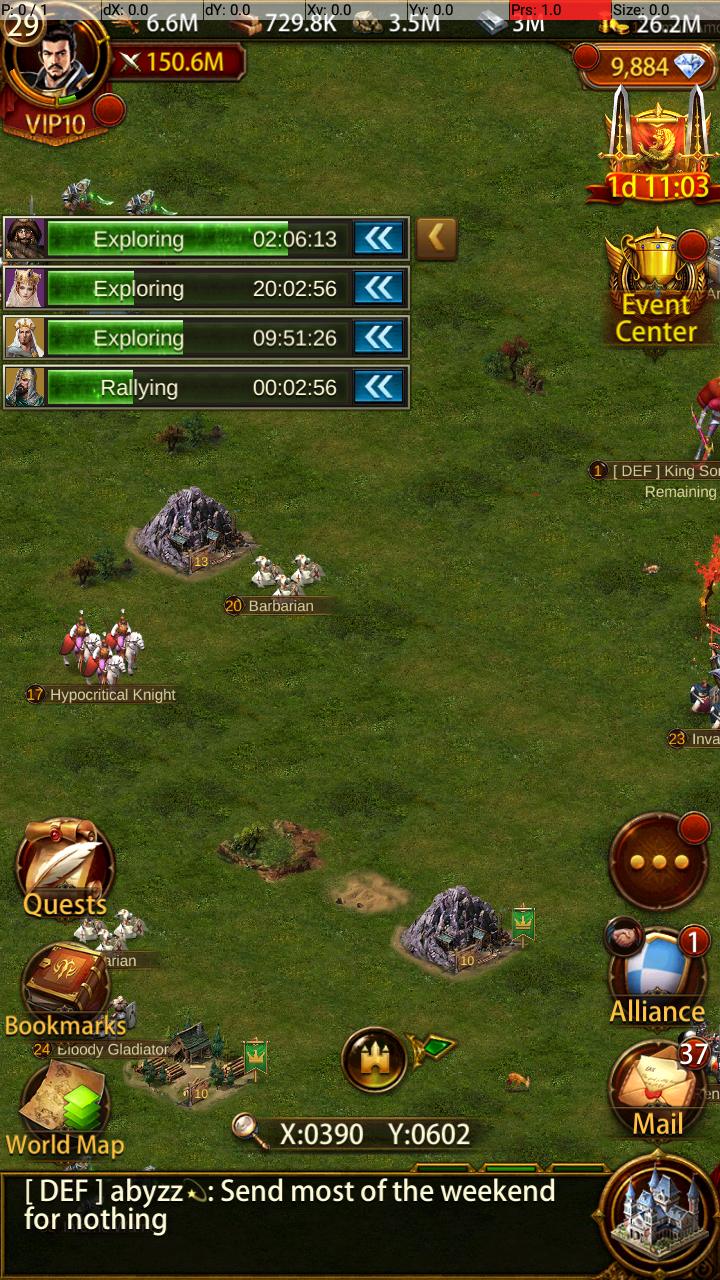 P: 0 / 1 dX: 0.0 dY: 0.0 Xv: 0.0 Yv: 0.0 Prs: 1.0 Size: 0.0
29 6.6M 729.8K 3.5M 3M 26.2M
150.6M
9,884
VIP10
1d 11:03
Exploring 02:06:13
Exploring 20:02:56
Exploring 09:51:26
Rallying 00:02:56
Event
Center
1 [ DEF ] King
Remaining
13
20 Barbarian
17 Hypocritical Knight
23
Quests
10
1
Alliance
Bookmarks
24 Bloody Gladiator
10
37
Mail
World Map
X:0390 Y:0602
[ DEF ] abyzz💫: Send most of the weekend
for nothing